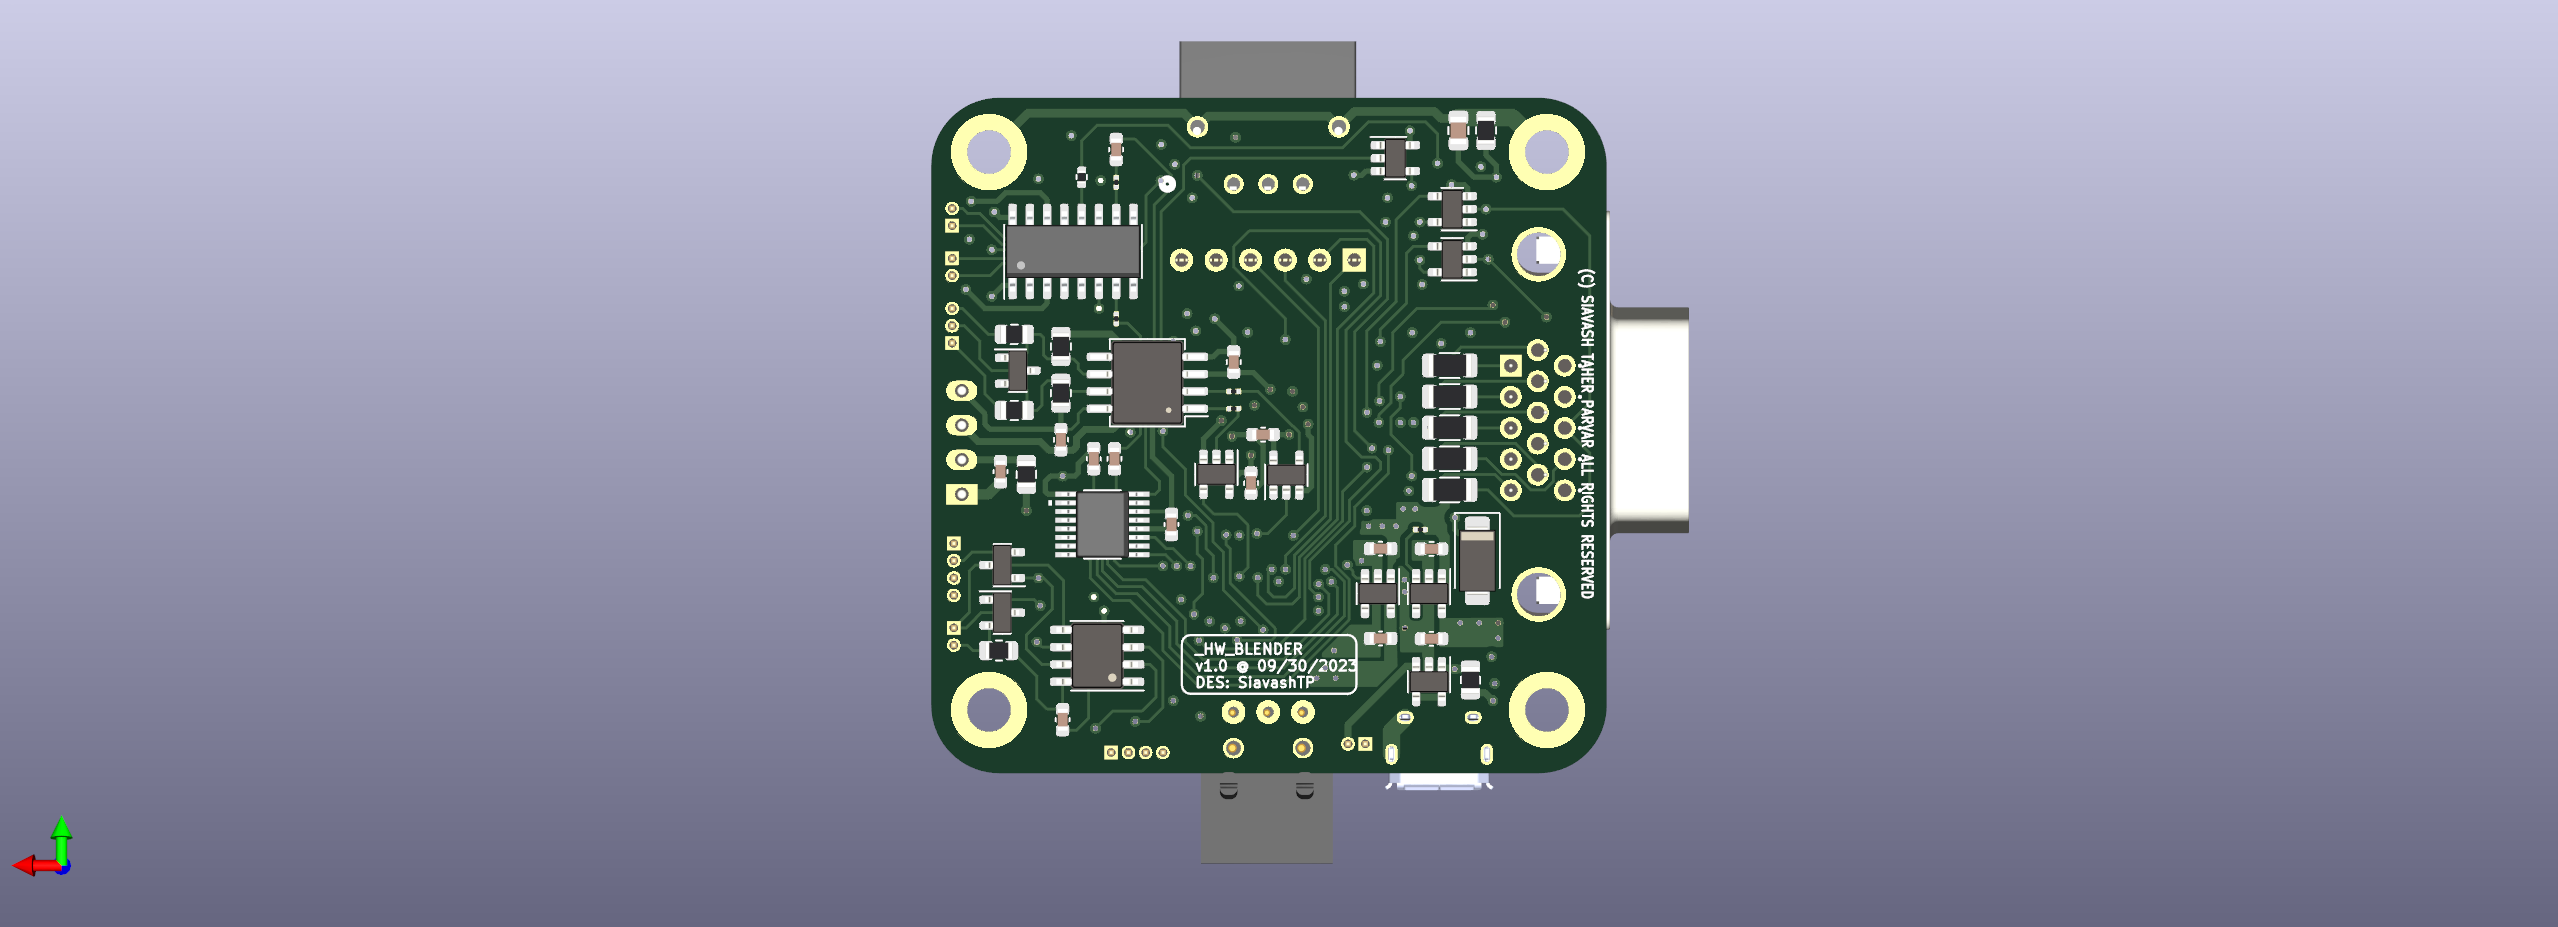 (C) SIAVASH TAHER PARVAR ALL RIGHTS RESERVED
_HW_BLENDER
v1.0 @ 09/30/2023
DES: SiavashTP